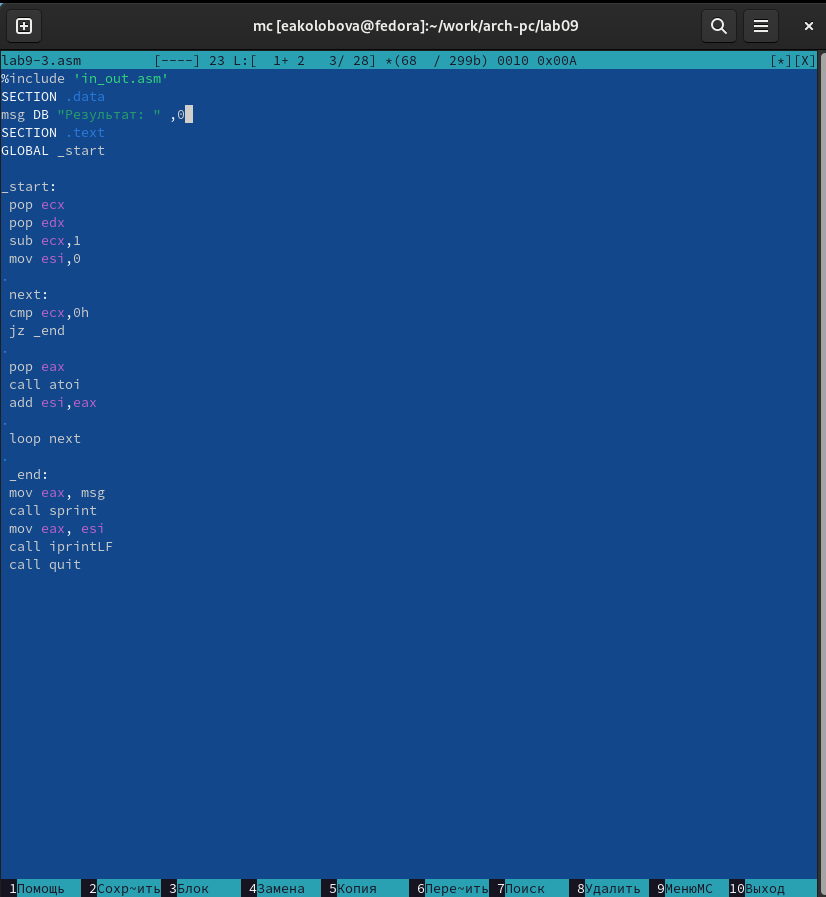 mc [eakolobova@fedora]:~/work/arch-pc/lab09
lab9-3.asm [----] 23 L:[ 1+ 2 3/ 28] *(68 / 299b) 0010 0x00A [*][X]
%include 'in_out.asm'
SECTION .data
msg DB "Результат: " ,0
SECTION .text
GLOBAL _start
_start:
pop ecx
pop edx
sub ecx,1
mov esi,0
.
next:
cmp ecx,0h
jz _end
.
pop eax
call atoi
add esi,eax
.
loop next
.
_end:
mov eax, msg
call sprint
mov eax, esi
call iprintLF
call quit
1Помощь 2Сохр~ить 3Блок 4Замена 5Копия 6Пере~ить 7Поиск 8Удалить 9МенюМС 10Выход